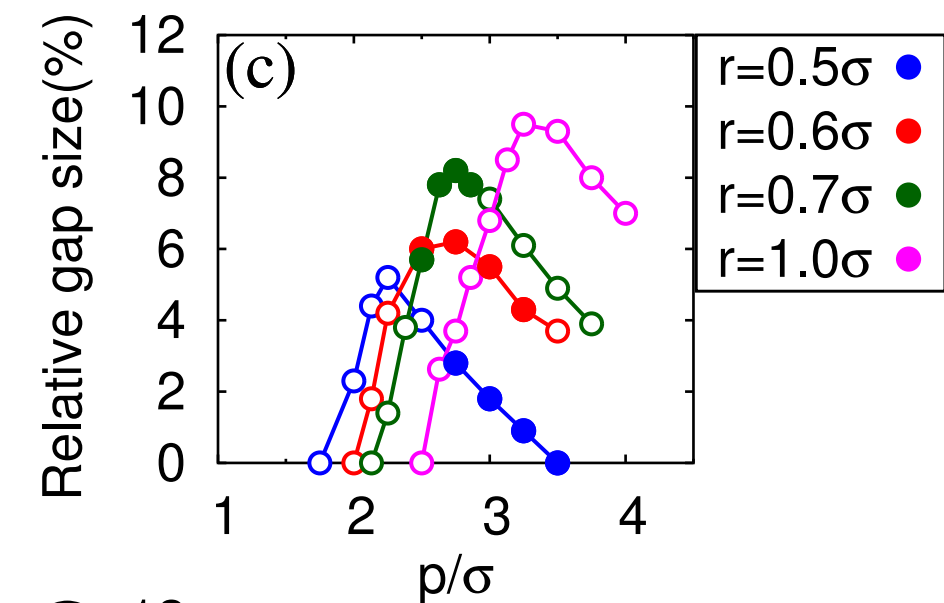 Relative gap size(%)
12
10
8
6
4
2
0
(c)
1 2 3 4
p/σ
r=0.5σ
r=0.6σ
r=0.7σ
r=1.0σ